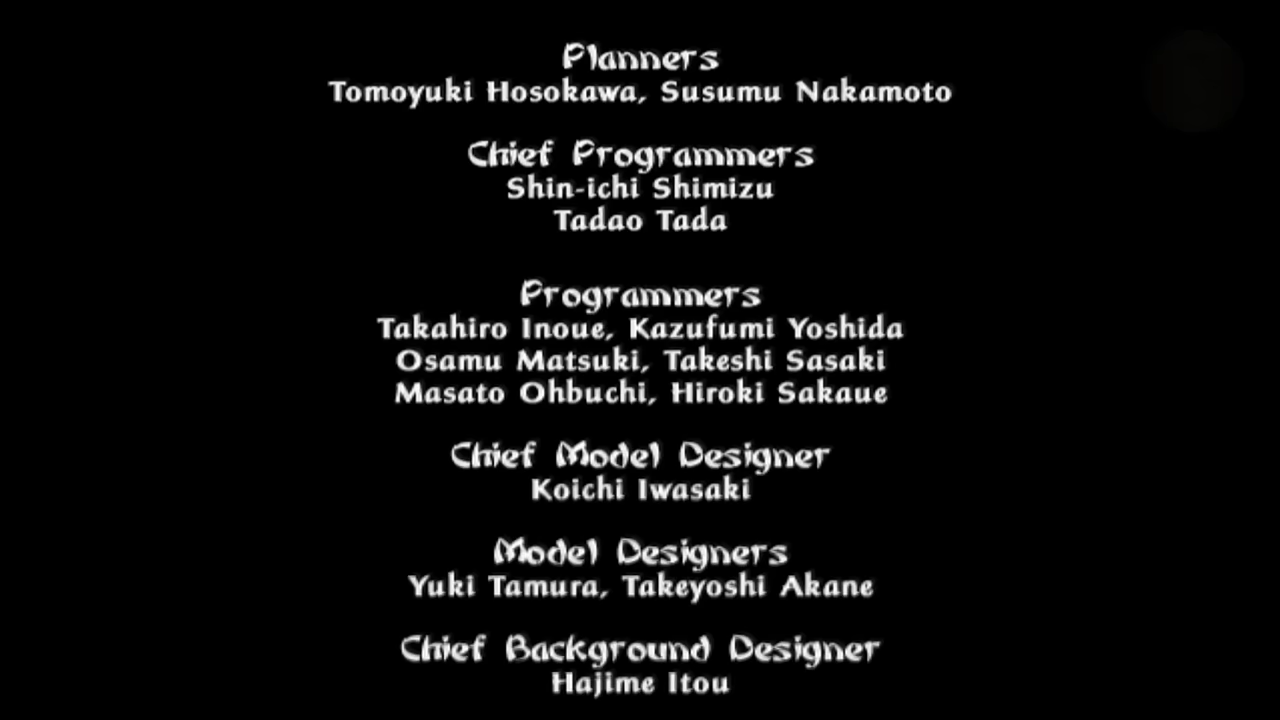 Planners
Tomoyuki Hosokawa, Susumu Nakamoto
Chief Programmers
Shin-ichi Shimizu
Tadao Tada
Programmers
Takahiro Inoue, Kazufumi Yoshida
Osamu Matsuki, Takeshi Sasaki
Masato Ohbuchi, Hiroki Sakaue
Chief Model Designer
Koichi Iwasaki
Model Designers
Yuki Tamura, Takeyoshi Akane
Chief Background Designer
Hajime Itou